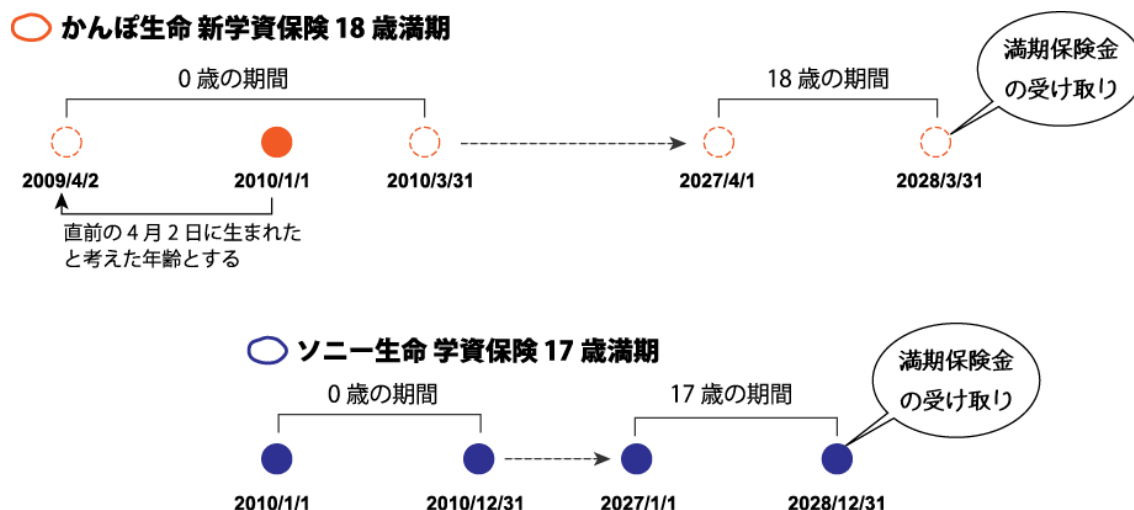 かんぽ生命 新学資保険 18 歳満期
満期保険金
の受け取り
0 歳の期間
18 歳の期間
2009/4/2
2010/1/1
2010/3/31
2027/4/1
2028/3/31
直前の 4 月 2 日に生まれた
と考えた年齢とする
ソニー生命 学資保険 17 歳満期
満期保険金
の受け取り
0 歳の期間
17 歳の期間
2010/1/1
2010/12/31
2027/1/1
2028/12/31